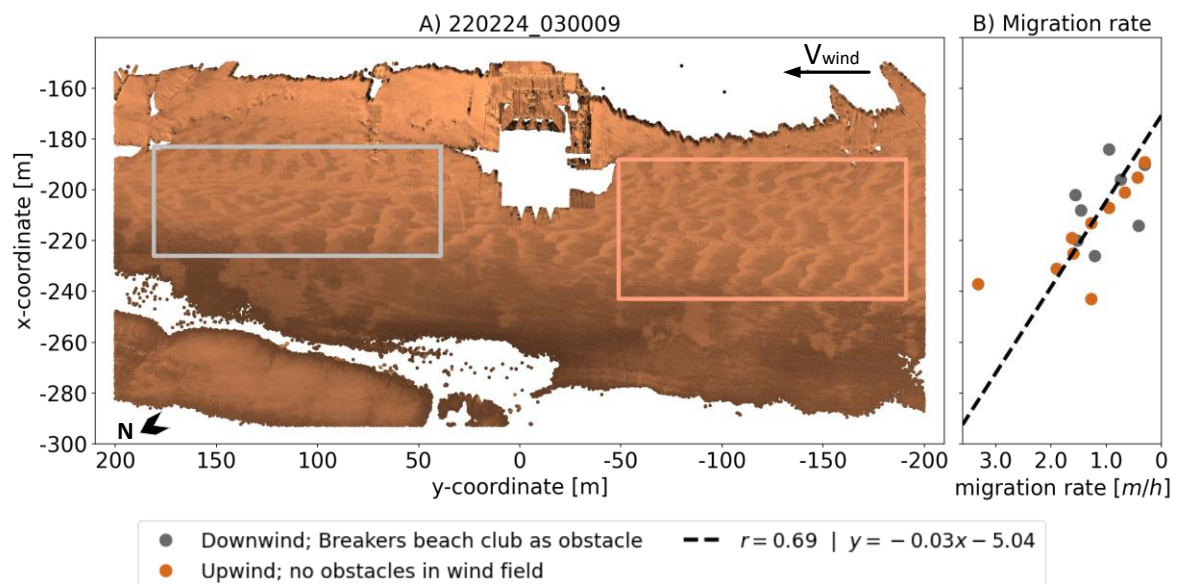 A) 220224_030009
B) Migration rate
Vwind
-160
-180
-200
-220
-240
-260
-280
-300
x-coordinate [m]
N
200 150 100 50 0 -50 -100 -150 -200
y-coordinate [m]
3.0 2.0 1.0 0
migration rate [m/h]
Downwind; Breakers beach club as obstacle
Upwind; no obstacles in wind field
r = 0.69 | y = −0.03x − 5.04